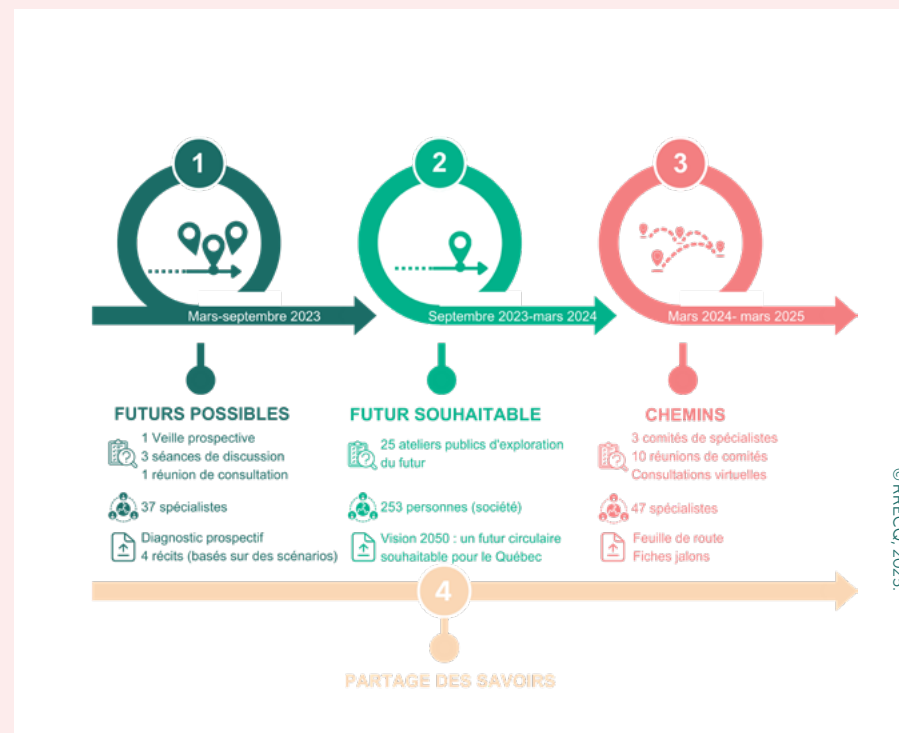 1
2
3
Mars-septembre 2023
Septembre 2023-mars 2024
Mars 2024- mars 2025
FUTURS POSSIBLES
1 Veille prospective
3 séances de discussion
1 réunion de consultation
37 spécialistes
Diagnostic prospectif
4 récits (basés sur des scénarios)
FUTUR SOUHAITABLE
25 ateliers publics d'exploration
du futur
253 personnes (société)
Vision 2050 : un futur circulaire
souhaitable pour le Québec
CHEMINS
3 comités de spécialistes
10 réunions de comités
Consultations virtuelles
47 spécialistes
Feuille de route
Fiches jalons
4
PARTAGE DES SAVOIRS
© RRECQ, 2025.